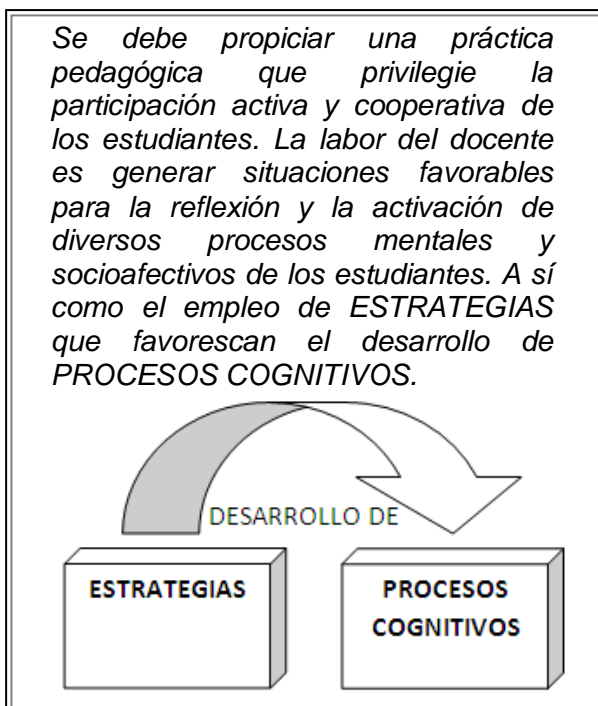 Se debe propiciar una práctica
pedagógica que privilegie la
participación activa y cooperativa de
los estudiantes. La labor del docente
es generar situaciones favorables
para la reflexión y la activación de
diversos procesos mentales y
socioafectivos de los estudiantes. A sí
como el empleo de ESTRATEGIAS
que favorescan el desarrollo de
PROCESOS COGNITIVOS.
DESARROLLO DE
ESTRATEGIAS
PROCESOS
COGNITIVOS